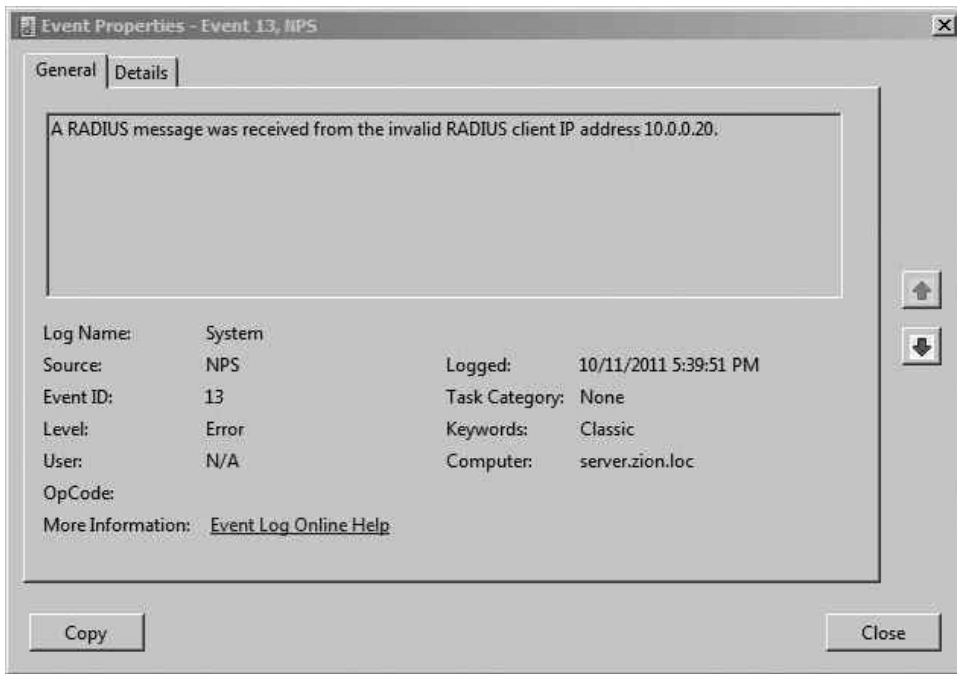 Event Properties - Event 13, NPS
General Details
A RADIUS message was received from the invalid RADIUS client IP address 10.0.0.20.
Log Name: System
Source: NPS Logged: 10/11/2011 5:39:51 PM
Event ID: 13 Task Category: None
Level: Error Keywords: Classic
User: N/A Computer: server.zion.loc
OpCode:
More Information: Event Log Online Help
Copy Close